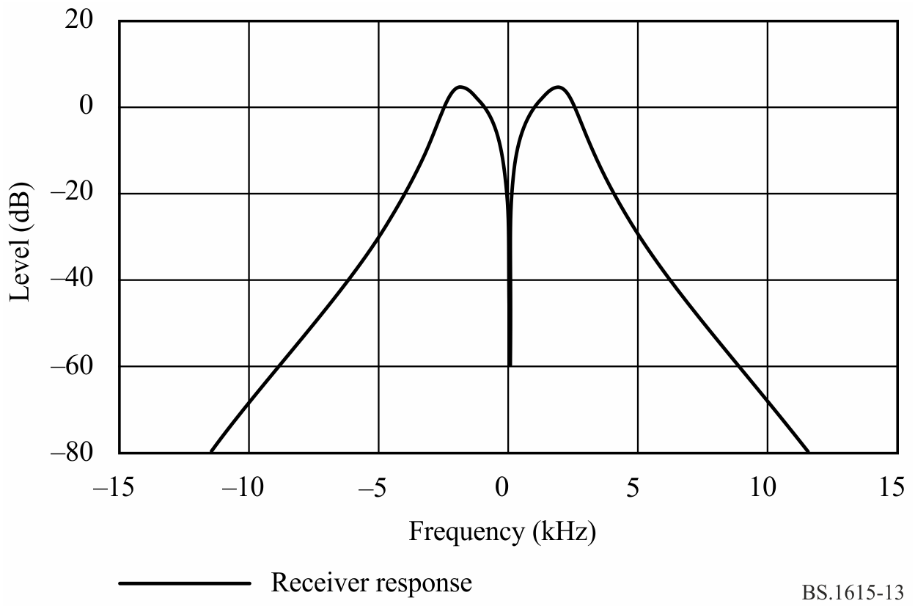 20
0
–20
–40
–60
–80
Level (dB)
–15 –10 –5 0 5 10 15
Frequency (kHz)
Receiver response
BS.1615-13